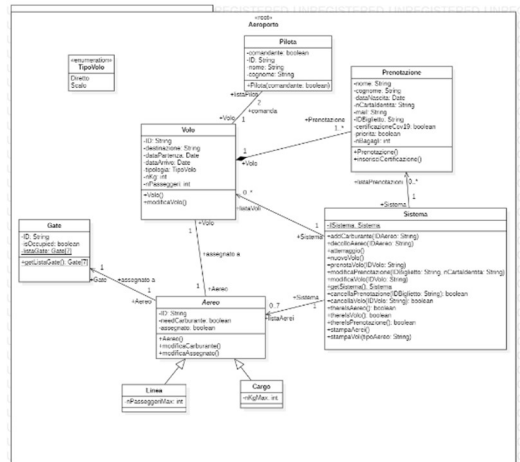 «root»
Aeroporto
«enumeration»
TipoVolo
Diretto
Scalo
Pilota
-comandante: boolean
-ID: String
-nome: String
-cognome: String
+Pilota(comandante: boolean)
+listaPiloti
2
+comanda
1
+Volo
Prenotazione
-nome: String
-cognome: String
-dataNascita: Date
-nCartaIdentita: String
-mail: String
-IDBiglietto: String
-certificazioneCov19: boolean
-priorita: boolean
-nBagagli: int
+Prenotazione()
+inserisciCertificazione()
+Prenotazione
1..*
1
+Volo
Volo
-ID: String
-destinazione: String
-dataPartenza: Date
-dataArrivo: Date
-tipologia: TipoVolo
-nKg: int
-nPasseggeri: int
+Volo()
+modificaVolo()
0..*
+listaVoli
1
+Sistema
+listaPrenotazioni
0..*
1
+Sistema
Sistema
-ilSistema: Sistema
+addCarburante(IDAereo: String)
+decolloAereo(IDAereo: String)
+atterraggio()
+nuovoVolo()
+prenotaVolo(IDVolo: String)
+modificaPrenotazione(IDBiglietto: String, nCartaIdentita: String)
+modificaVolo(IDVolo: String)
+getSistema(): Sistema
+cancellaPrenotazione(IDBiglietto: String): boolean
+cancellaVolo(IDVolo: String): boolean
+thereIsAereo(): boolean
+thereIsVolo(): boolean
+thereIsPrenotazione(): boolean
+stampaAerei()
+stampaVoli(tipoAereo: String)
+Volo
1
+assegnato a
1
+Aereo
Gate
-ID: String
-isOccupied: boolean
-listaGate: Gate[7]
+getListaGate(): Gate[7]
1
+Gate
+assegnato a
1
+Aereo
Aereo
-ID: String
-needCarburante: boolean
-assegnato: boolean
+Aereo()
+modificaCarburante()
+modificaAssegnato()
0..7
+listaAerei
+Sistema
1
Linea
-nPasseggeriMax: int
Cargo
-nKgMax: int